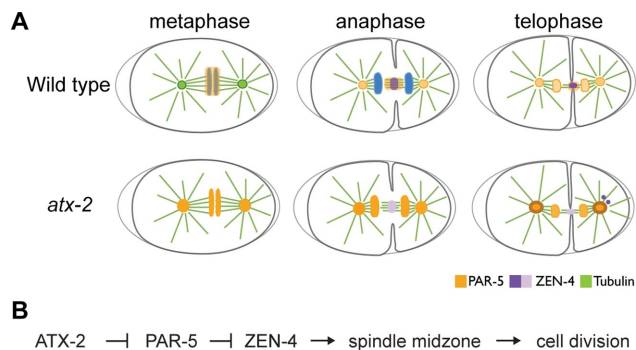 A
metaphase anaphase telophase
Wild type
atx-2
PAR-5 ZEN-4 Tubulin
B
ATX-2 ⊣ PAR-5 ⊣ ZEN-4 → spindle midzone → cell division